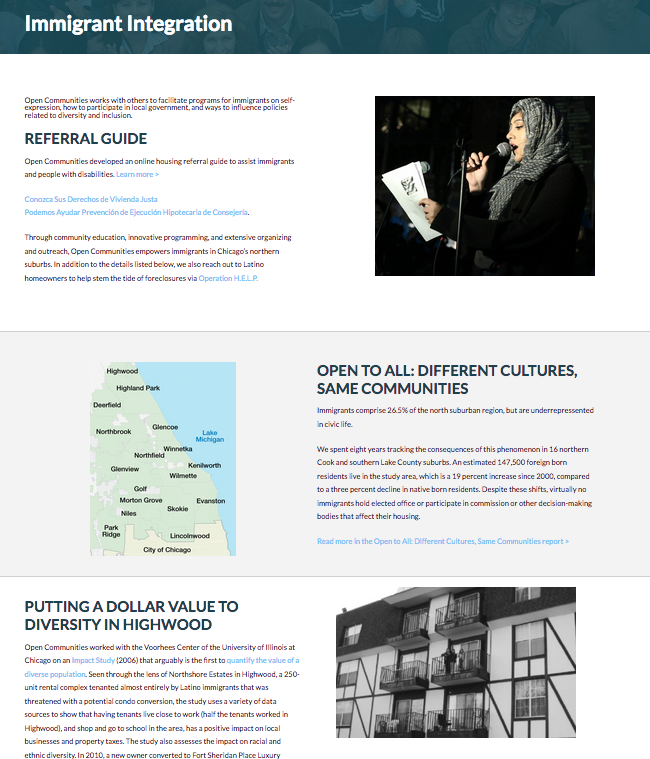 Immigrant Integration
Open Communities works with others to facilitate programs for immigrants on self-
expression, how to participate in local government, and ways to influence policies
related to diversity and inclusion.
REFERRAL GUIDE
Open Communities developed an online housing referral guide to assist immigrants
and people with disabilities. Learn more >
Conozca Sus Derechos de Vivienda Justa
Podemos Ayudar Prevención de Ejecución Hipotecaria de Consejería.
Through community education, innovative programming, and extensive organizing
and outreach, Open Communities empowers immigrants in Chicago's northern
suburbs. In addition to the details listed below, we also reach out to Latino
homeowners to help stem the tide of foreclosures via Operation H.E.L.P.
Highwood
Highland Park
Deerfield
Glencoe
Northbrook
Lake
Michigan
Winnetka
Northfield
Kenilworth
Glenview
Wilmette
Golf
Morton Grove
Evanston
Skokie
Niles
Park
Ridge
Lincolnwood
City of Chicago
OPEN TO ALL: DIFFERENT CULTURES,
SAME COMMUNITIES
Immigrants comprise 26.5% of the north suburban region, but are underrepresented
in civic life.
We spent eight years tracking the consequences of this phenomenon in 16 northern
Cook and southern Lake County suburbs. An estimated 147,500 foreign born
residents live in the study area, which is a 19 percent increase since 2000, compared
to a three percent decline in native born residents. Despite these shifts, virtually no
immigrants hold elected office or participate in commission or other decision-making
bodies that affect their housing.
Read more in the Open to All: Different Cultures, Same Communities report >
PUTTING A DOLLAR VALUE TO
DIVERSITY IN HIGHWOOD
Open Communities worked with the Voorhees Center of the University of Illinois at
Chicago on an Impact Study (2006) that arguably is the first to quantify the value of a
diverse population. Seen through the lens of Northshore Estates in Highwood, a 250-
unit rental complex tenanted almost entirely by Latino immigrants that was
threatened with a potential condo conversion, the study uses a variety of data
sources to show that having tenants live close to work (half the tenants worked in
Highwood), and shop and go to school in the area, has a positive impact on local
businesses and property taxes. The study also assesses the impact on racial and
ethnic diversity. In 2010, a new owner converted to Fort Sheridan Place Luxury